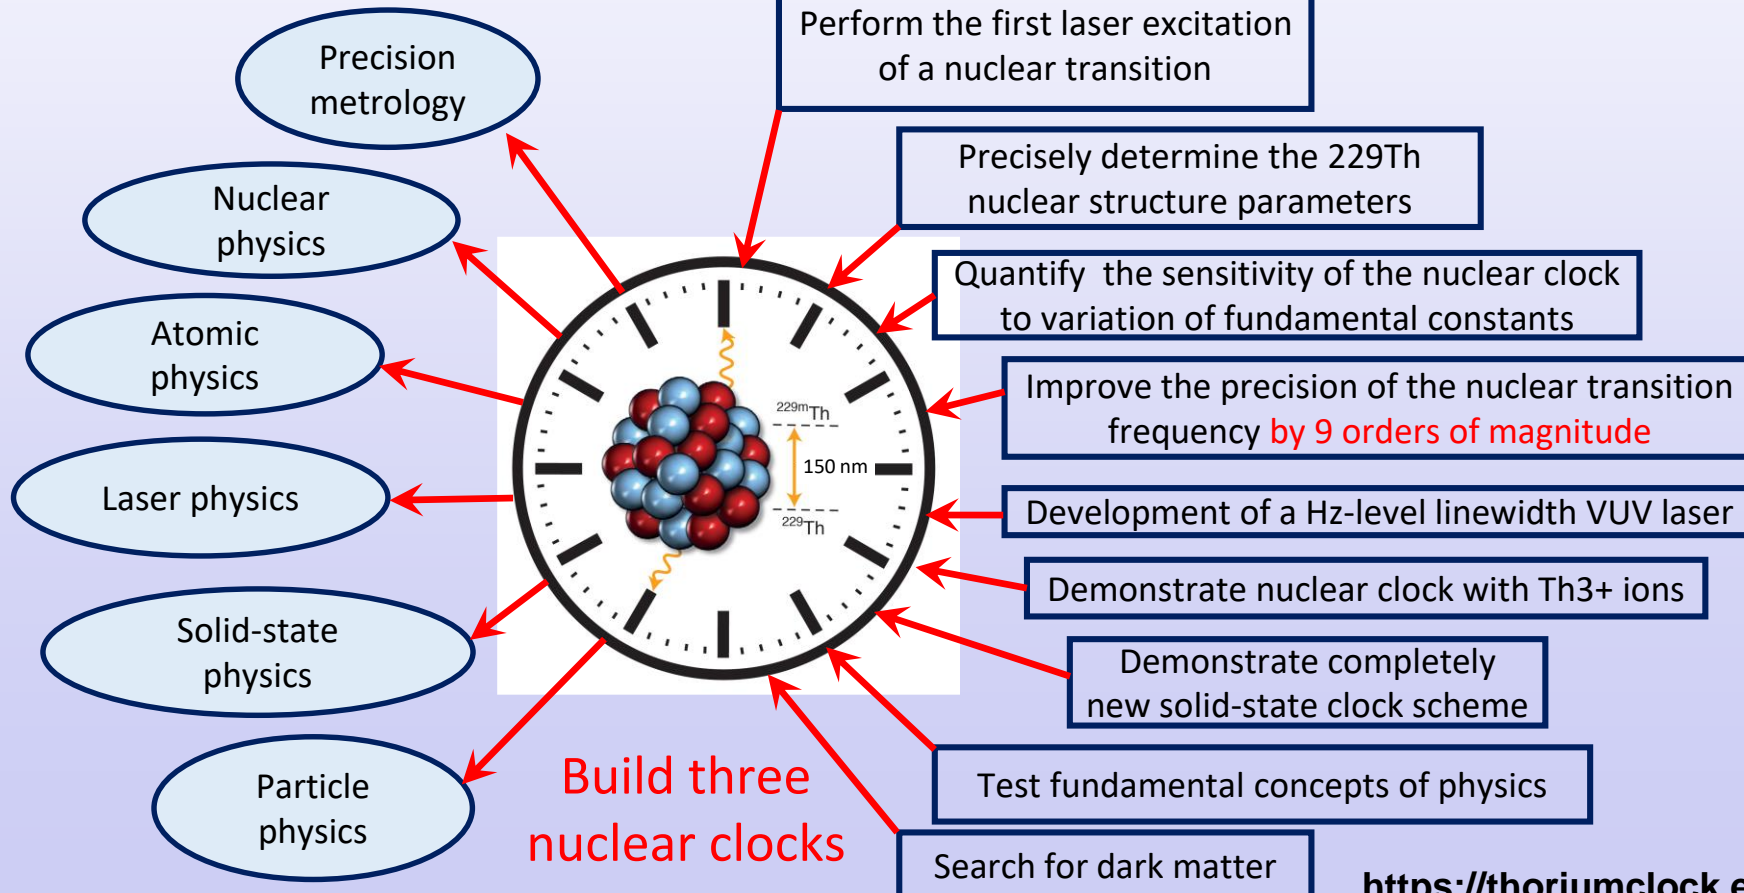 Perform the first laser excitation
of a nuclear transition
Precision
metrology
Precisely determine the 229Th
nuclear structure parameters
Nuclear
physics
Quantify  the sensitivity of the nuclear clock
to variation of fundamental constants
Atomic
physics
Improve the precision of the nuclear transition
frequency by 9 orders of magnitude
229mTh
150 nm
229Th
Laser physics
Development of a Hz-level linewidth VUV laser
Demonstrate nuclear clock with Th3+ ions
Solid-state
physics
Demonstrate completely
new solid-state clock scheme
Particle
physics
Build three
nuclear clocks
Test fundamental concepts of physics
Search for dark matter
https://thoriumclock.e